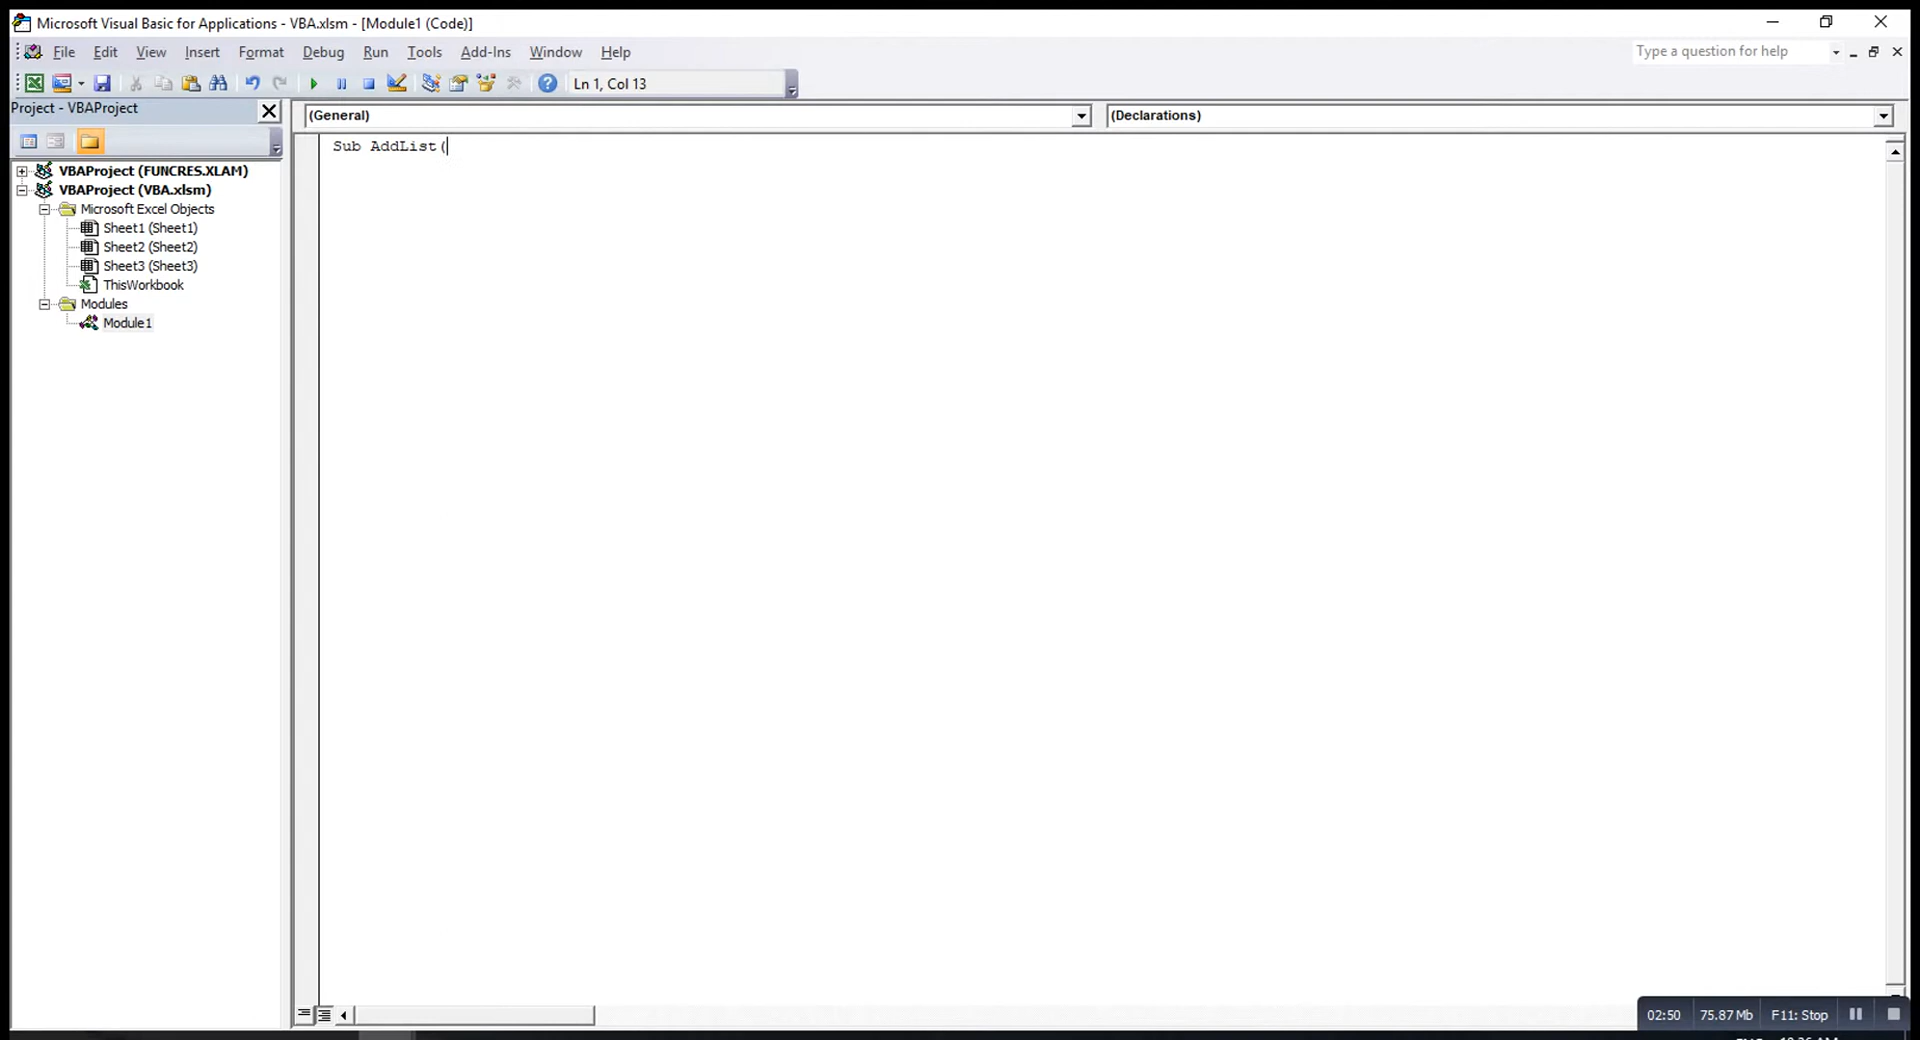 Microsoft Visual Basic for Applications - VBA.xlsm - [Module1 (Code)]
File Edit View Insert Format Debug Run Tools Add-Ins Window Help
Type a question for help
Ln 1, Col 13
Project - VBAProject
(General)
(Declarations)
Sub AddList(
VBAProject (FUNCRES.XLAM)
VBAProject (VBA.xlsm)
Microsoft Excel Objects
Sheet1 (Sheet1)
Sheet2 (Sheet2)
Sheet3 (Sheet3)
ThisWorkbook
Modules
Module1
02:50 75.87 Mb F11: Stop